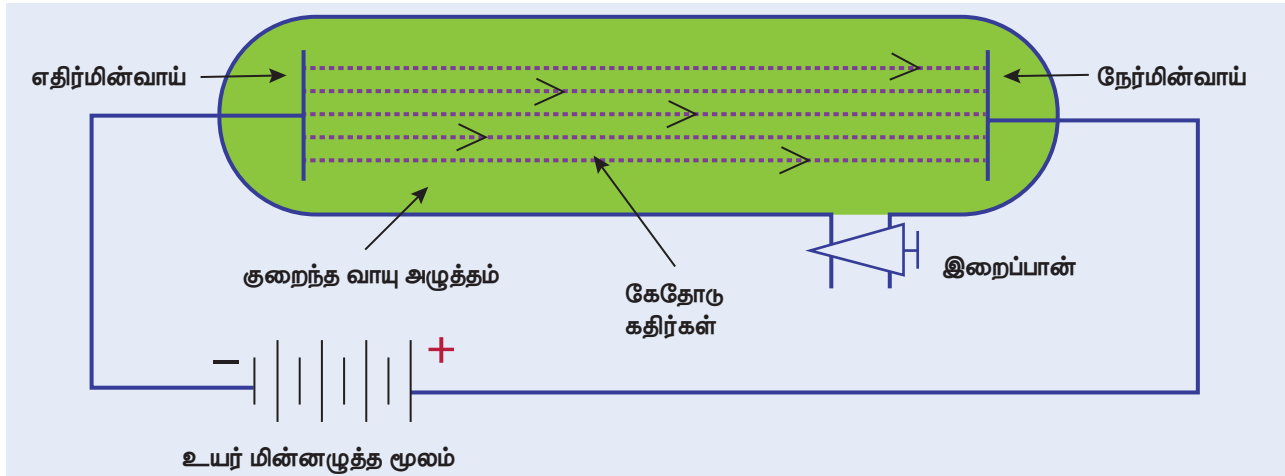 எதிர்மின்வாய்
நேர்மின்வாய்
குறைந்த வாயு அழுத்தம்
கேதோடு
கதிர்கள்
இறைப்பான்
− +
உயர் மின்னழுத்த மூலம்